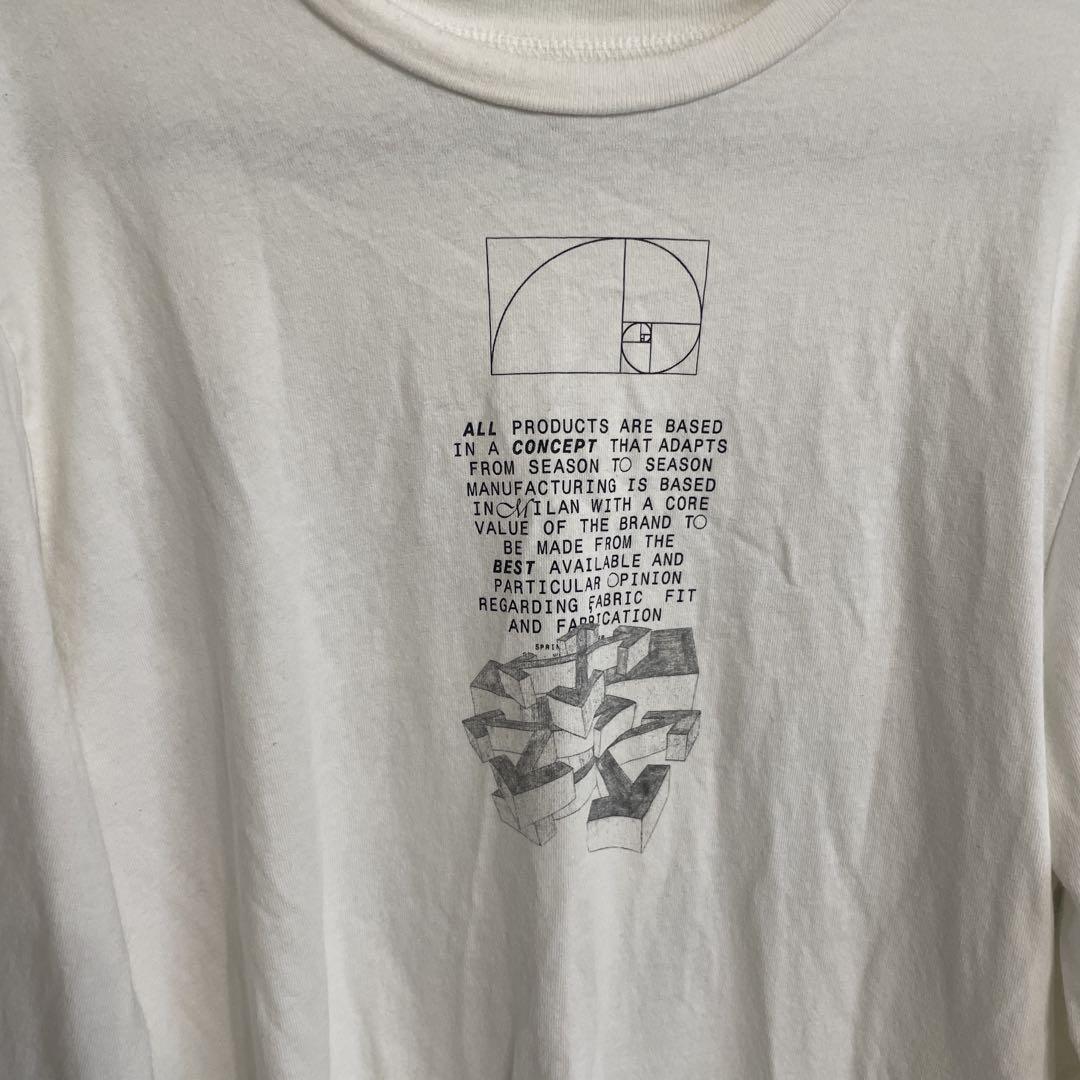 ALL PRODUCTS ARE BASED
IN A CONCEPT THAT ADAPTS
FROM SEASON TO SEASON
MANUFACTURING IS BASED
IN MILAN WITH A CORE
VALUE OF THE BRAND TO
BE MADE FROM THE
BEST AVAILABLE AND
PARTICULAR OPINION
REGARDING FABRIC FIT
AND FABRICATION